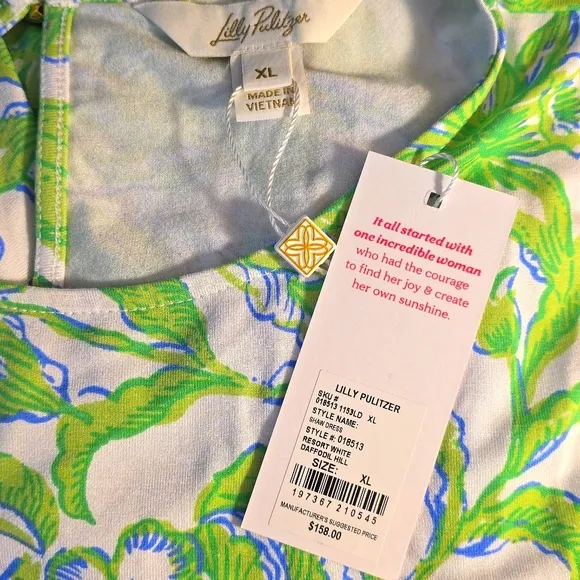 Lilly Pulitzer
XL
MADE IN
VIETNAM
It all started with
one incredible woman
who had the courage
to find her joy & create
her own sunshine.
LILLY PULITZER
SKU #
018513 1153LD XL
STYLE NAME:
SHAW DRESS
STYLE #: 018513
RESORT WHITE
DAFFODIL HILL
SIZE: XL
197367 210545
MANUFACTURER'S SUGGESTED PRICE
$158.00